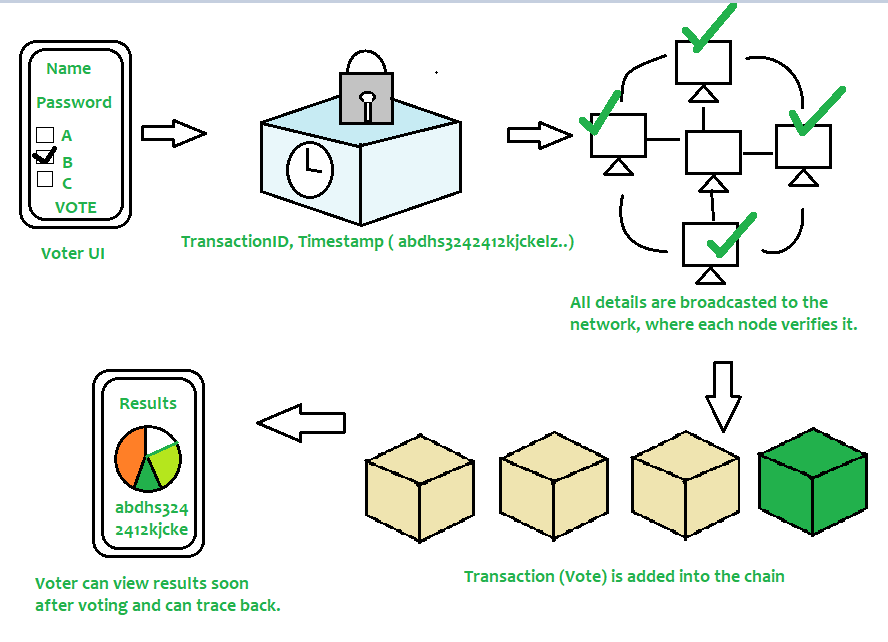 Name
Password
A
B
C
VOTE
Voter UI
TransactionID, Timestamp ( abdhs3242412kjckelz..)
All details are broadcasted to the
network, where each node verifies it.
Results
abdhs324
2412kjcke
Voter can view results soon
after voting and can trace back.
Transaction (Vote) is added into the chain